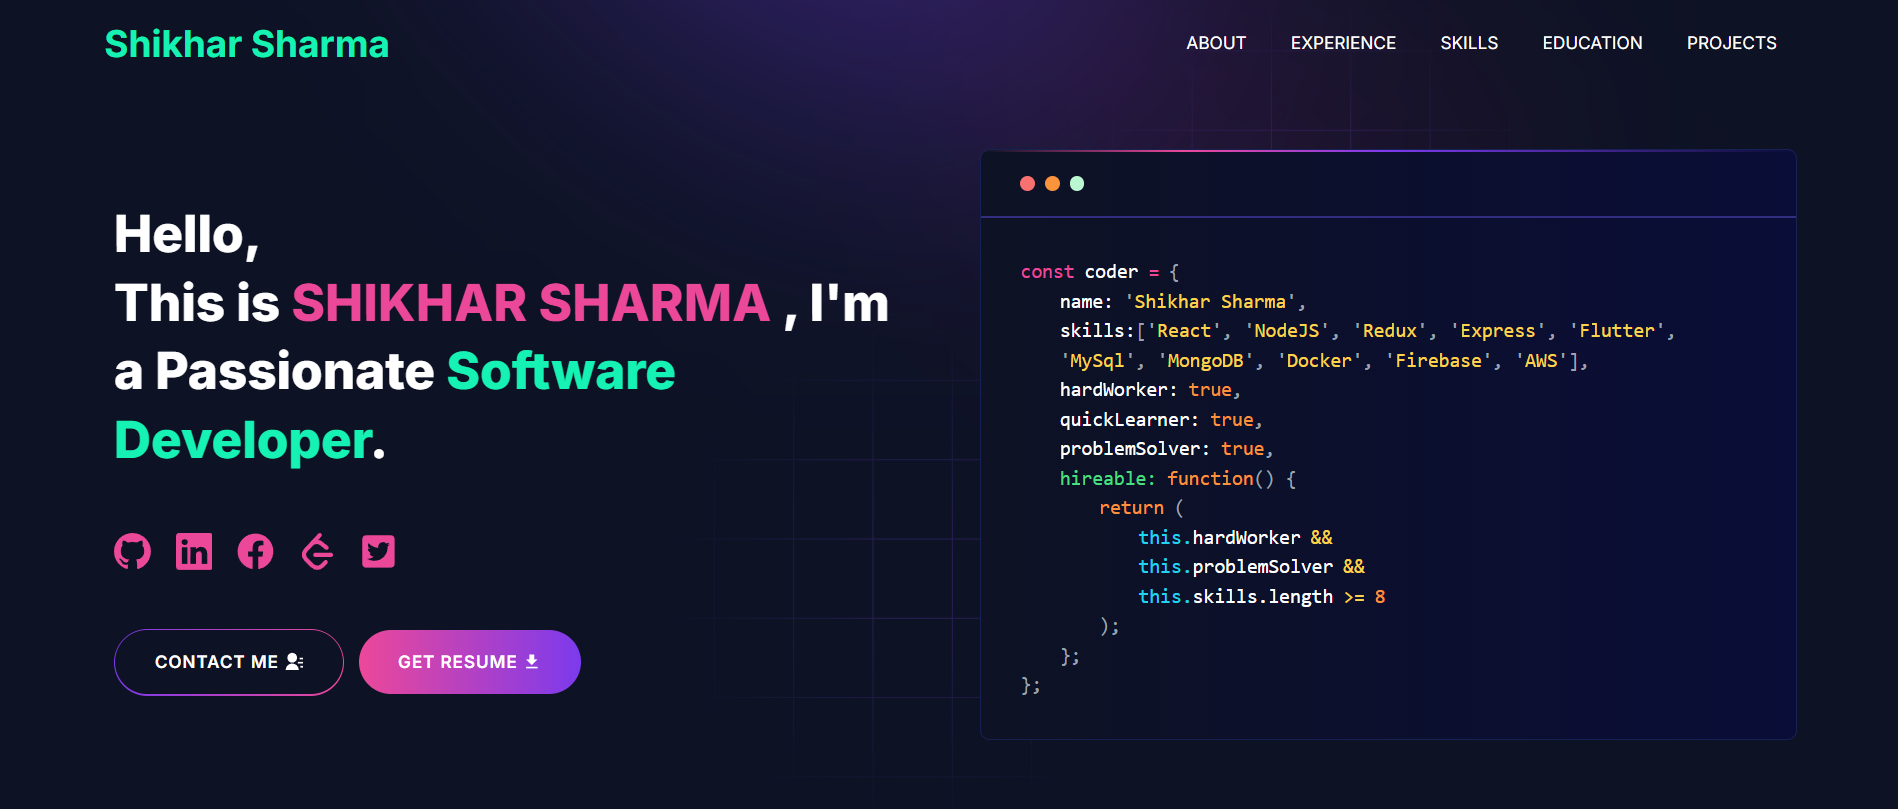 Shikhar Sharma
ABOUT EXPERIENCE SKILLS EDUCATION PROJECTS
Hello,
This is SHIKHAR SHARMA , I'm
a Passionate Software
Developer.
CONTACT ME GET RESUME
const coder = {
name: 'Shikhar Sharma',
skills:['React', 'NodeJS', 'Redux', 'Express', 'Flutter',
'MySql', 'MongoDB', 'Docker', 'Firebase', 'AWS'],
hardWorker: true,
quickLearner: true,
problemSolver: true,
hireable: function() {
return (
this.hardWorker &&
this.problemSolver &&
this.skills.length >= 8
);
};
};